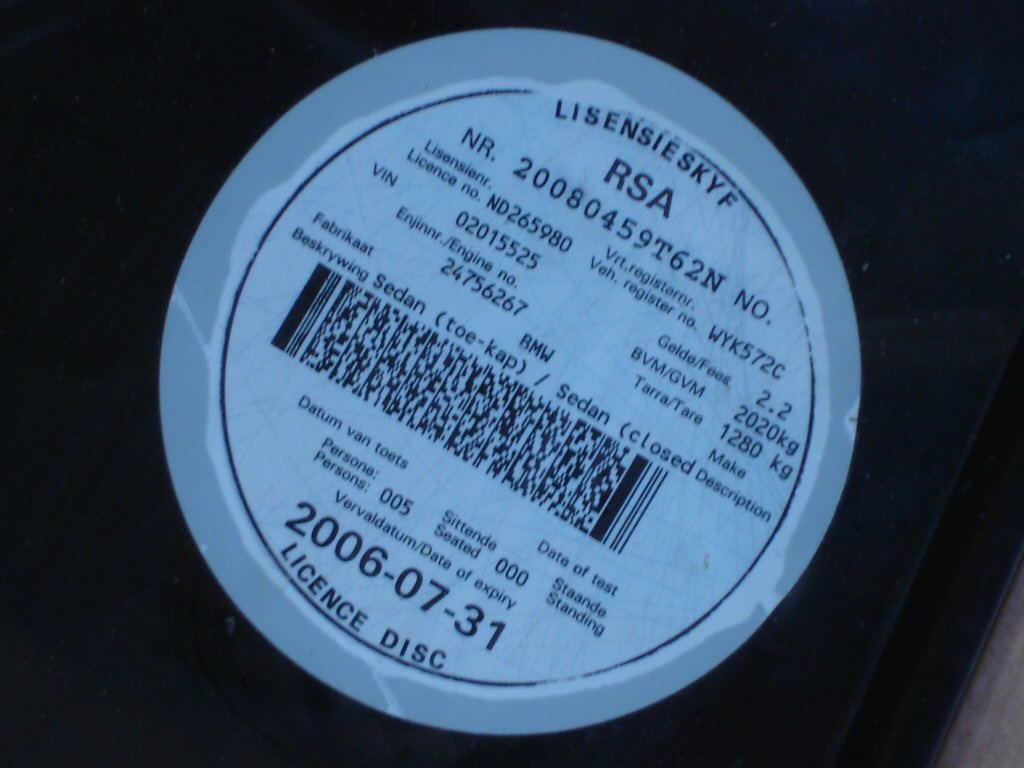 LISENSIESKYF
RSA
NR. 20080459T62N NO.
Lisensienr. Vrt.registernr.
Licence no. ND265980 Veh. register no. WYK572C
VIN 02015525 Gelde/Fees 2.2
Enjinnr./Engine no. BVM/GVM 2020kg
24756267 Tarra/Tare 1280 kg
Fabrikaat BMW Make
Beskrywing Sedan (toe-kap) / Sedan (closed Description
Datum van toets Date of test
Persone: Sittende Staande
Persons: 005 Seated 000 Standing
Vervaldatum/Date of expiry
2006-07-31
LICENCE DISC